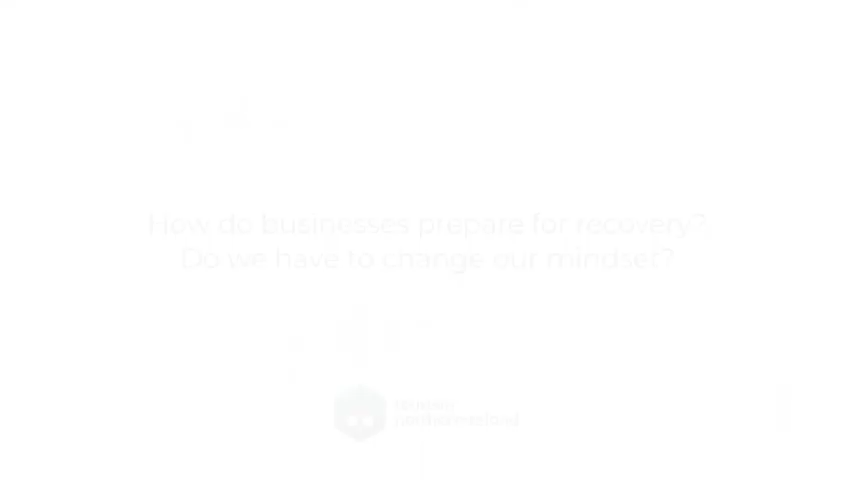 How do businesses prepare for recovery?
Do we have to change our mindset?